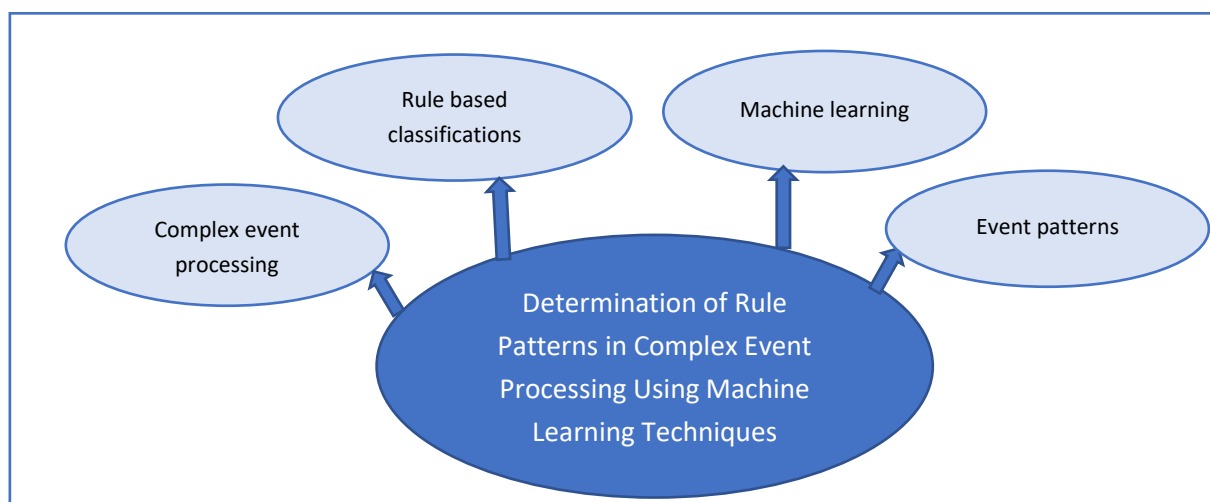 Rule based
classifications
Machine learning
Complex event
processing
Event patterns
Determination of Rule
Patterns in Complex Event
Processing Using Machine
Learning Techniques